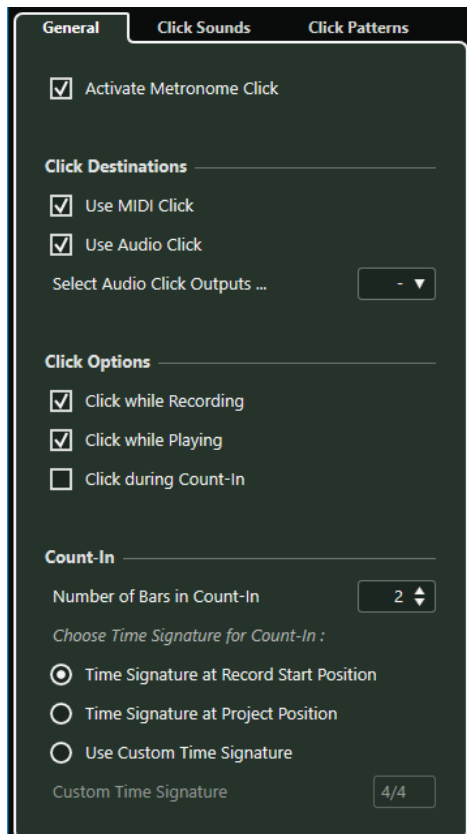 General Click Sounds Click Patterns
Activate Metronome Click
Click Destinations
Use MIDI Click
Use Audio Click
Select Audio Click Outputs ... -
Click Options
Click while Recording
Click while Playing
Click during Count-In
Count-In
Number of Bars in Count-In 2
Choose Time Signature for Count-In :
Time Signature at Record Start Position
Time Signature at Project Position
Use Custom Time Signature
Custom Time Signature 4/4